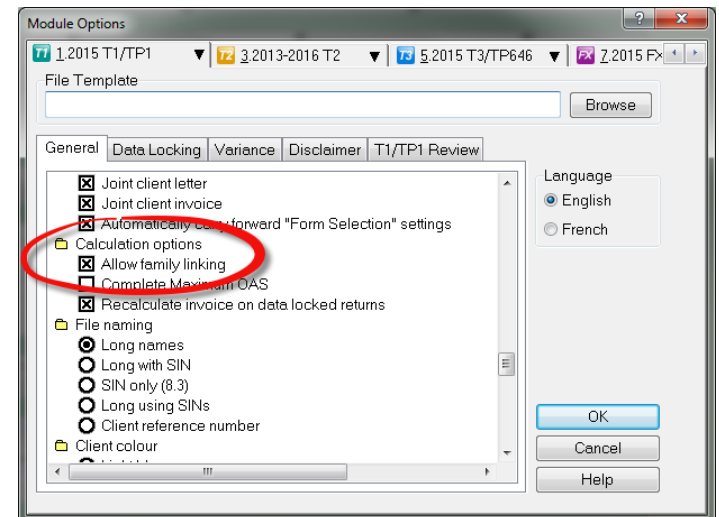 Module Options
T1 1.2015 T1/TP1 T2 3.2013-2016 T2 T3 5.2015 T3/TP646 FX 7.2015 Fx
File Template
Browse
General Data Locking Variance Disclaimer T1/TP1 Review
Joint client letter
Joint client invoice
Automatically carry forward "Form Selection" settings
Calculation options
Allow family linking
Complete Maximum OAS
Recalculate invoice on data locked returns
File naming
Long names
Long with SIN
SIN only (8.3)
Long using SINs
Client reference number
Client colour
Language
English
French
OK
Cancel
Help